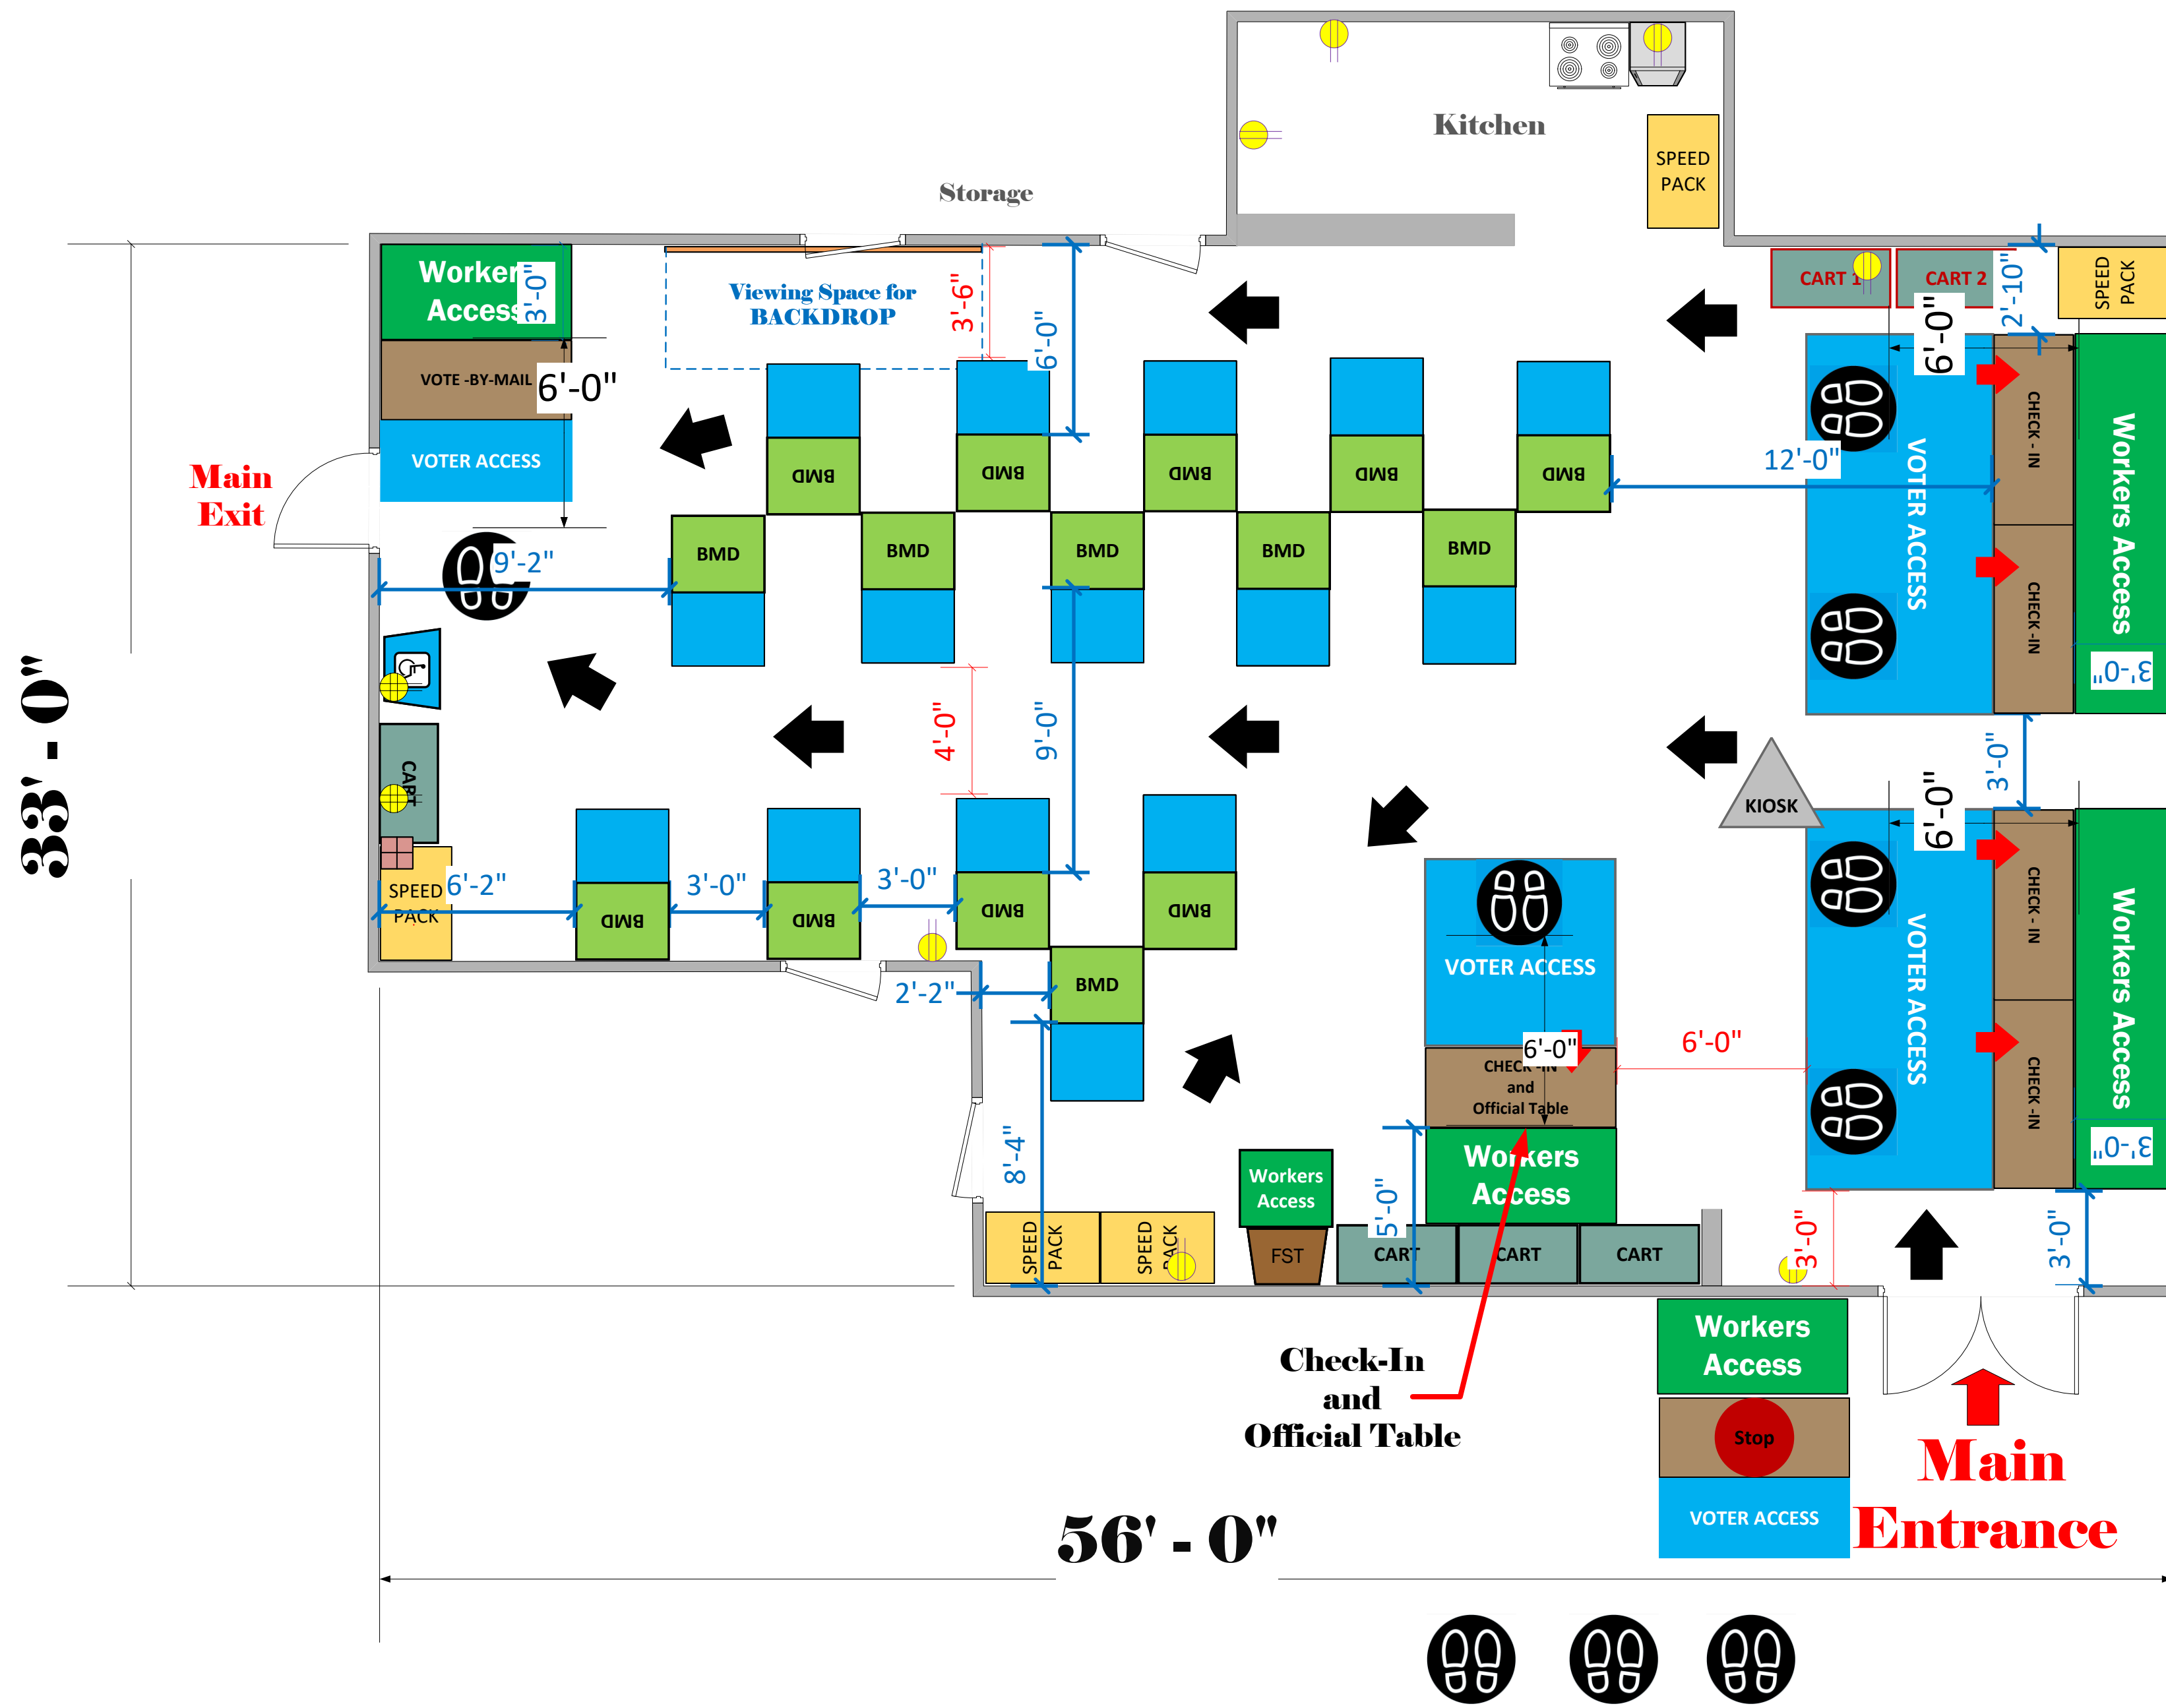 Kitchen
SPEED
PACK
Storage
Workers
Access
3'-0"
VOTE -BY-MAIL
6'-0"
VOTER ACCESS
Main
Exit
Viewing Space for
BACKDROP
3'-6"
6'-0"
CART 1
CART 2
2'-10"
SPEED
PACK
6'-0"
CHECK - IN
VOTER ACCESS
Workers Access
12'-0"
BMD
BMD
BMD
BMD
BMD
BMD
BMD
BMD
BMD
BMD
CHECK -IN
3'-0"
9'-2"
33' - 0"
4'-0"
9'-0"
3'-0"
KIOSK
6'-0"
CART
SPEED
PACK
6'-2"
3'-0"
3'-0"
BMD
BMD
BMD
BMD
2'-2"
BMD
8'-4"
VOTER ACCESS
6'-0"
CHECK -IN
and
Official Table
6'-0"
CHECK - IN
VOTER ACCESS
Workers Access
CHECK -IN
3'-0"
Workers
Access
5'-0"
Workers
Access
SPEED
PACK
SPEED
PACK
FST
CART
CART
CART
3'-0"
3'-0"
Check-In
and
Official Table
Workers
Access
Stop
VOTER ACCESS
Main
Entrance
56' - 0"